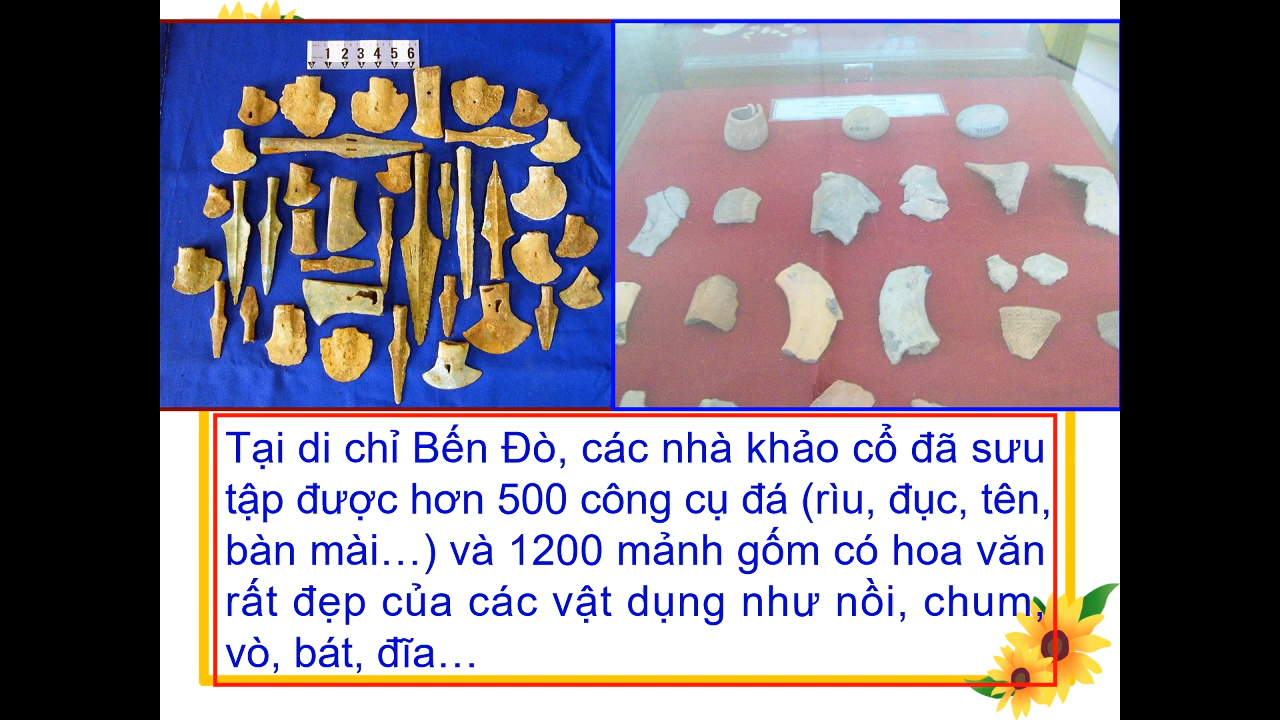 1 2 3 4 5 6
Tại di chỉ Bến Đò, các nhà khảo cổ đã sưu
tập được hơn 500 công cụ đá (rìu, đục, tên,
bàn mài…) và 1200 mảnh gốm có hoa văn
rất đẹp của các vật dụng như nồi, chum,
vò, bát, đĩa…